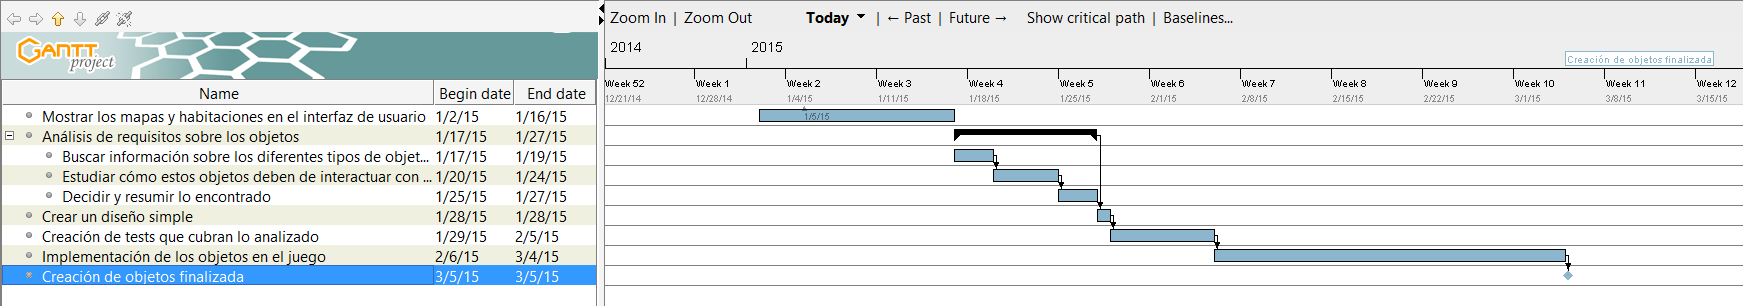 Zoom In | Zoom Out Today | ← Past | Future → Show critical path | Baselines...
GANTT project
2014 2015
Creación de objetos finalizada
Week 52 Week 1 Week 2 Week 3 Week 4 Week 5 Week 6 Week 7 Week 8 Week 9 Week 10 Week 11 Week 12
12/21/14 12/28/14 1/4/15 1/11/15 1/18/15 1/25/15 2/1/15 2/8/15 2/15/15 2/22/15 3/1/15 3/8/15 3/15/15
Name Begin date End date
Mostrar los mapas y habitaciones en el interfaz de usuario 1/2/15 1/16/15
1/5/15
Análisis de requisitos sobre los objetos 1/17/15 1/27/15
Buscar información sobre los diferentes tipos de objet... 1/17/15 1/19/15
Estudiar cómo estos objetos deben de interactuar con ... 1/20/15 1/24/15
Decidir y resumir lo encontrado 1/25/15 1/27/15
Crear un diseño simple 1/28/15 1/28/15
Creación de tests que cubran lo analizado 1/29/15 2/5/15
Implementación de los objetos en el juego 2/6/15 3/4/15
Creación de objetos finalizada 3/5/15 3/5/15